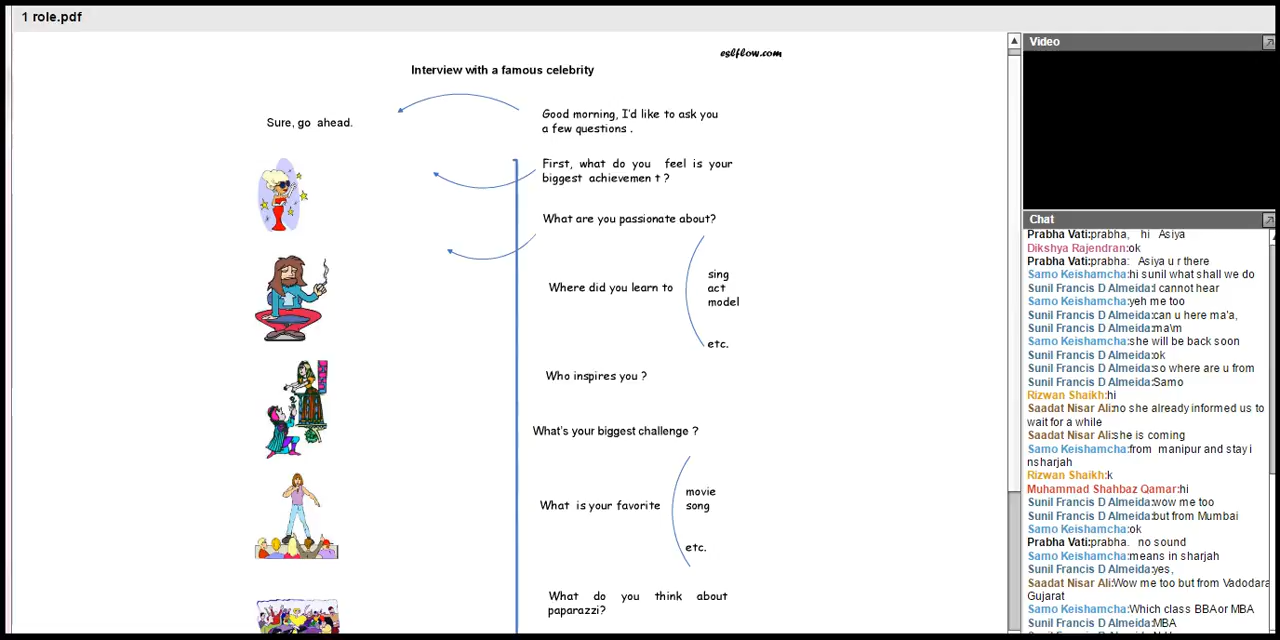 1 role.pdf
eslflow.com
Interview with a famous celebrity
Sure, go ahead.
Good morning, I'd like to ask you
a few questions .
First, what do you feel is your
biggest achievemen t ?
What are you passionate about?
Where did you learn to
sing
act
model
etc.
Who inspires you ?
What's your biggest challenge ?
What is your favorite
movie
song
etc.
What do you think about
paparazzi?
Video
Chat
Prabha Vati:prabha, hi Asiya
Dikshya Rajendran:ok
Prabha Vati:prabha: Asiya u r there
Samo Keishamcha:hi sunil what shall we do
Sunil Francis D Almeida:I cannot hear
Samo Keishamcha:yeh me too
Sunil Francis D Almeida:can u here ma'a,
Sunil Francis D Almeida:ma\m
Samo Keishamcha:she will be back soon
Sunil Francis D Almeida:ok
Sunil Francis D Almeida:so where are u from
Sunil Francis D Almeida:Samo
Rizwan Shaikh:hi
Saadat Nisar Ali:no she already informed us to
wait for a while
Saadat Nisar Ali:she is coming
Samo Keishamcha:from manipur and stay i
nsharjah
Rizwan Shaikh:k
Muhammad Shahbaz Qamar:hi
Sunil Francis D Almeida:wow me too
Sunil Francis D Almeida:but from Mumbai
Samo Keishamcha:ok
Prabha Vati:prabha. no sound
Samo Keishamcha:means in sharjah
Sunil Francis D Almeida:yes,
Saadat Nisar Ali:Wow me too but from Vadodara
Gujarat
Samo Keishamcha:Which class BBA or MBA
Sunil Francis D Almeida:MBA